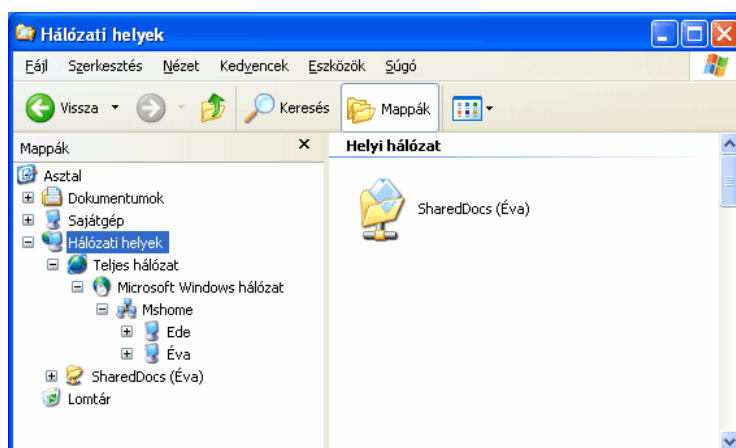 Hálózati helyek
Fájl Szerkesztés Nézet Kedvencek Eszközök Súgó
Vissza Keresés Mappák
Mappák
Asztal
Dokumentumok
Sajátgép
Hálózati helyek
Teljes hálózat
Microsoft Windows hálózat
Mshome
Ede
Éva
SharedDocs (Éva)
Lomtár
Helyi hálózat
SharedDocs (Éva)